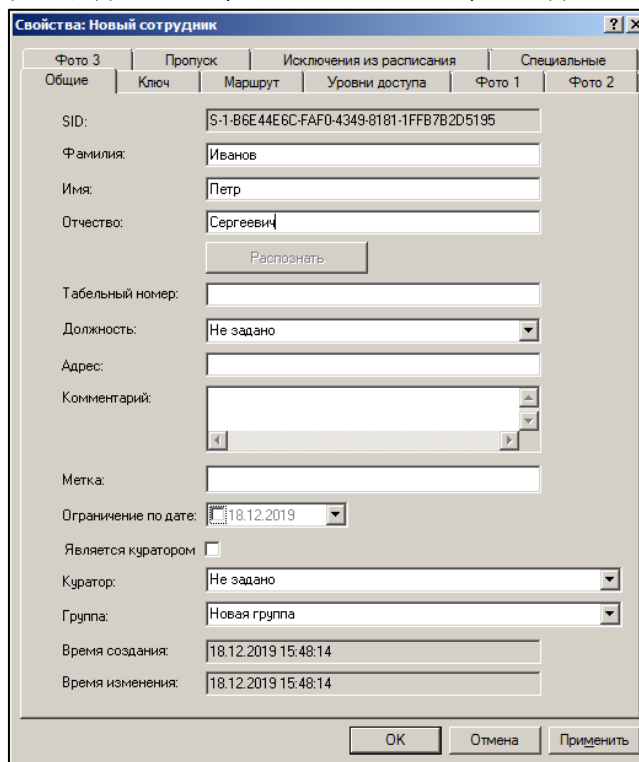 Свойства: Новый сотрудник
Фото 3 Пропуск Исключения из расписания Специальные
Общие Ключ Маршрут Уровни доступа Фото 1 Фото 2
SID: S-1-B6E44E6C-FAF0-4349-8181-1FFB7B2D5195
Фамилия: Иванов
Имя: Петр
Отчество: Сергеевич
Распознать
Табельный номер:
Должность: Не задано
Адрес:
Комментарий:
Метка:
Ограничение по дате: 18.12.2019
Является куратором
Куратор: Не задано
Группа: Новая группа
Время создания: 18.12.2019 15:48:14
Время изменения: 18.12.2019 15:48:14
OK Отмена Применить